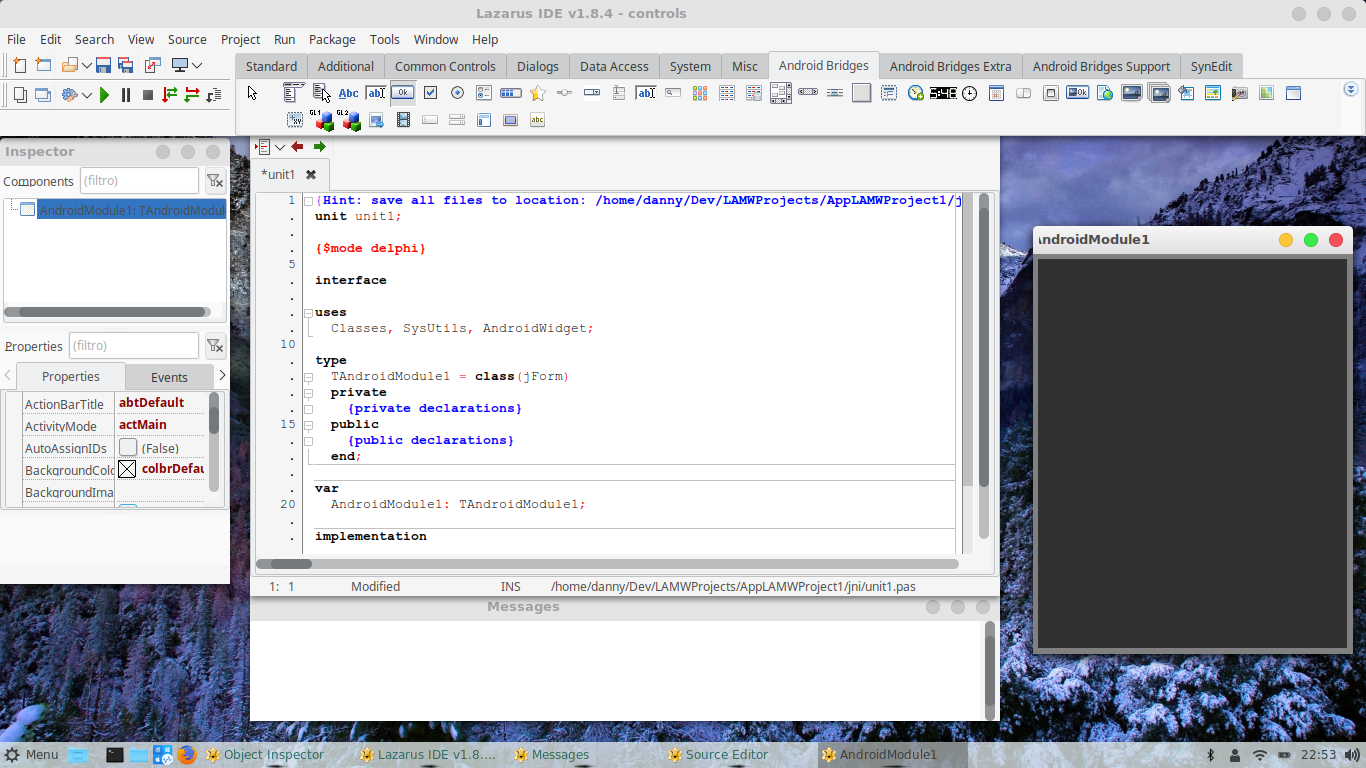 Lazarus IDE v1.8.4 - controls
File Edit Search View Source Project Run Package Tools Window Help
Standard Additional Common Controls Dialogs Data Access System Misc Android Bridges Android Bridges Extra Android Bridges Support SynEdit
Abc ab Ok ab Ok
GL1 GL2 abc
Inspector
Components (filtro)
AndroidModule1: TAndroidModul
Properties (filtro)
Properties Events
ActionBarTitle abtDefault
ActivityMode actMain
AutoAssignIDs (False)
BackgroundColo colbrDefau
BackgroundIma
*unit1
1 {Hint: save all files to location: /home/danny/Dev/LAMWProjects/AppLAMWProject1/j
. unit unit1;
.
. {$mode delphi}
5
. interface
.
. uses
. Classes, SysUtils, AndroidWidget;
10
. type
. TAndroidModule1 = class(jForm)
. private
. {private declarations}
15 public
. {public declarations}
. end;
.
. var
20 AndroidModule1: TAndroidModule1;
.
. implementation
1: 1 Modified INS /home/danny/Dev/LAMWProjects/AppLAMWProject1/jni/unit1.pas
Messages
AndroidModule1
Menu Object Inspector Lazarus IDE v1.8.... Messages Source Editor AndroidModule1 22:53